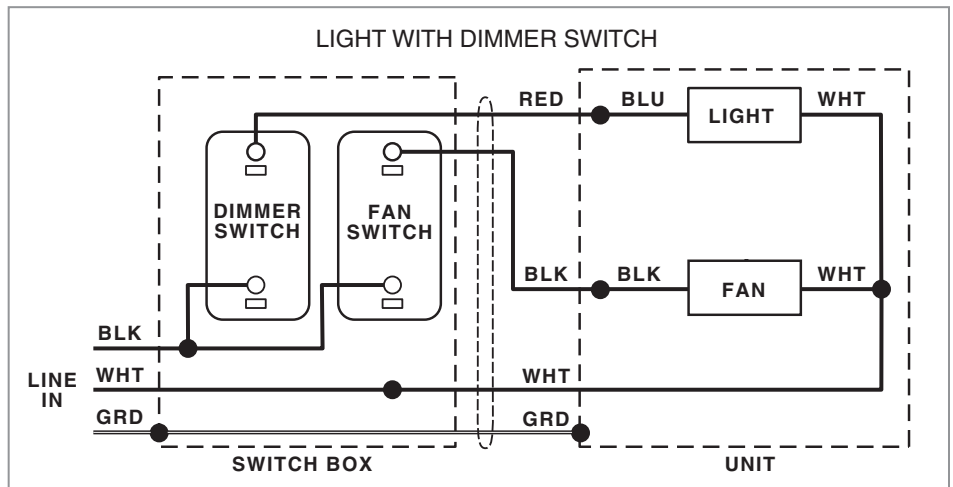 LIGHT WITH DIMMER SWITCH
RED
BLU
LIGHT
WHT
DIMMER
SWITCH
FAN
SWITCH
BLK
BLK
FAN
WHT
BLK
LINE
IN
WHT
WHT
GRD
GRD
SWITCH BOX
UNIT